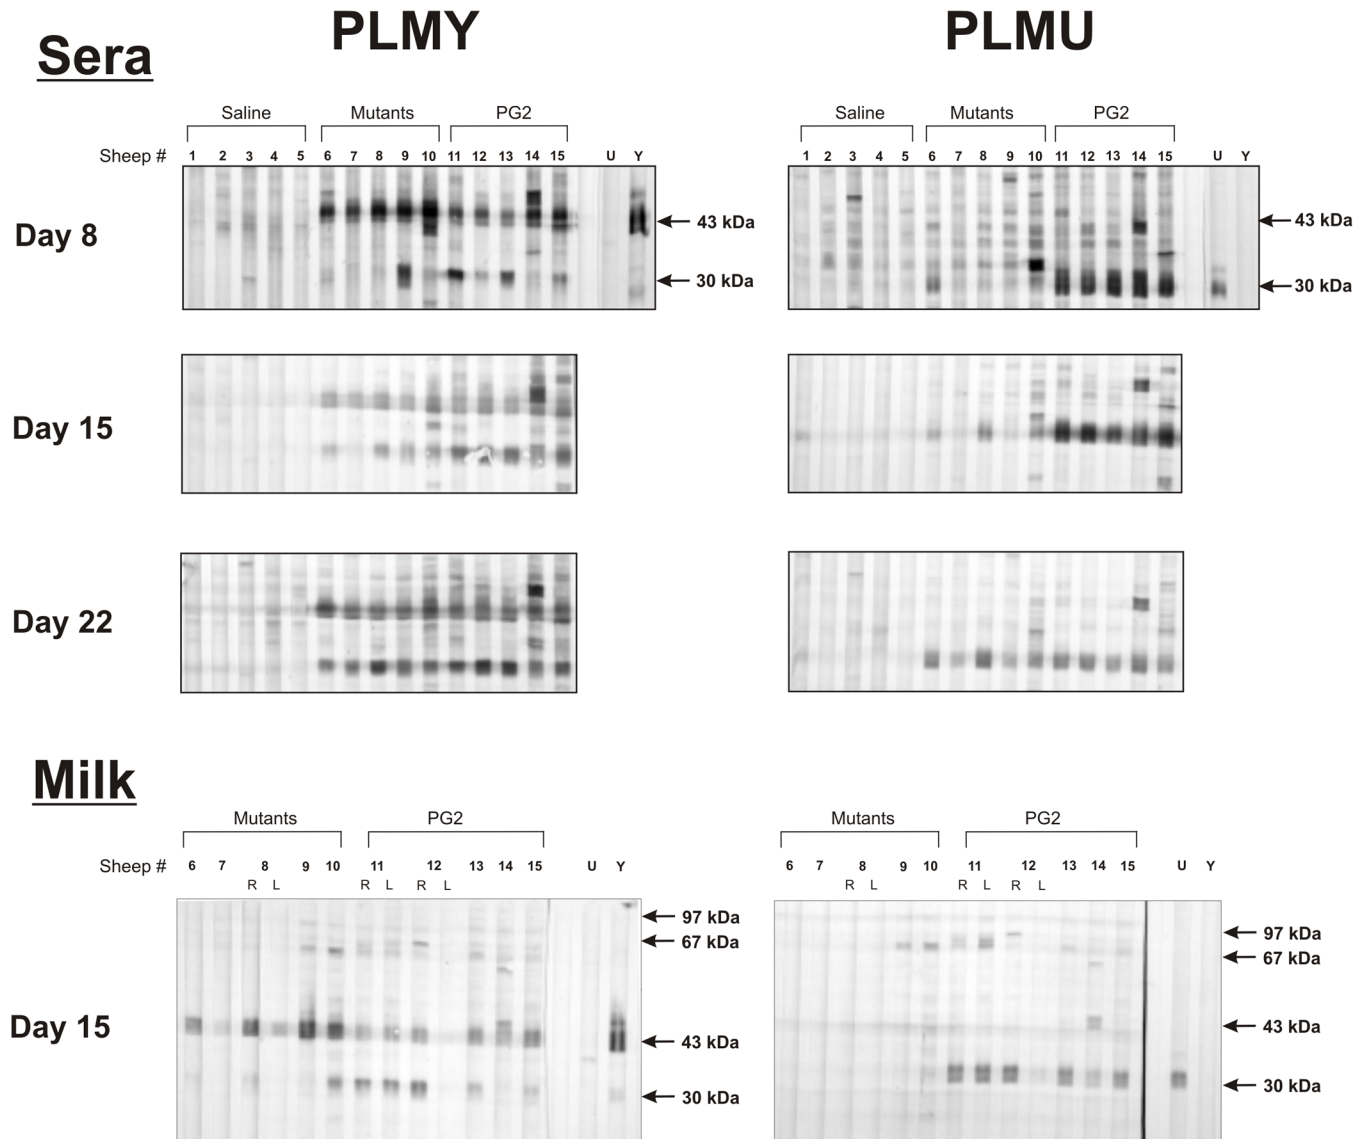 PLMY PLMU
Sera
Saline Mutants PG2 Saline Mutants PG2
Sheep # 1 2 3 4 5 6 7 8 9 10 11 12 13 14 15 U Y 1 2 3 4 5 6 7 8 9 10 11 12 13 14 15 U Y
Day 8 43 kDa 43 kDa
30 kDa 30 kDa
Day 15
Day 22
Milk
Mutants PG2 Mutants PG2
Sheep # 6 7 8 9 10 11 12 13 14 15 U Y 6 7 8 9 10 11 12 13 14 15 U Y
R L R L R L R L R L R L
97 kDa 97 kDa
67 kDa 67 kDa
Day 15 43 kDa 43 kDa
30 kDa 30 kDa